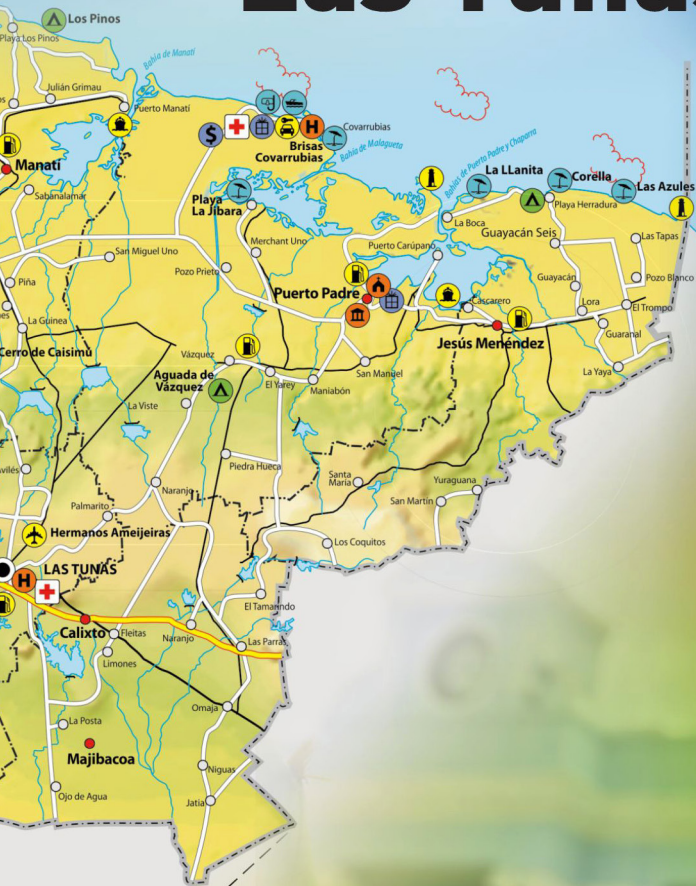 Las Tunas
Los Pinos
Playa Los Pinos
Bahía de Manatí
Julián Grimau
Puerto Manatí
Manatí
Sabanalamar
$
H
Brisas
Covarrubias
Covarrubias
Bahía de Malagueta
Bahías de Puerto Padre y Chaparra
La LLanita
Corella
Las Azules
Playa Herradura
Playa
La Jíbara
La Boca
Guayacán Seis
Las Tapas
Merchant Uno
Puerto Carúpano
San Miguel Uno
Pozo Prieto
Piña
Guayacán
Pozo Blanco
Puerto Padre
Cascarero
Lora
El Trompo
La Guinea
Jesús Menéndez
Guaranal
Cerro de Caisimú
Vázquez
San Manuel
La Yaya
Aguada de
Vázquez
El Yarey
Maniabón
La Viste
Piedra Hueca
Santa
María
Yuraguana
Naranjo
San Martín
Palmarito
Hermanos Ameijeiras
Los Coquitos
H
LAS TUNAS
El Tamarindo
Calixto
Fleitas
Naranjo
Las Parras
Limones
Omaja
La Posta
Majibacoa
Niguas
Ojo de Agua
Jatia